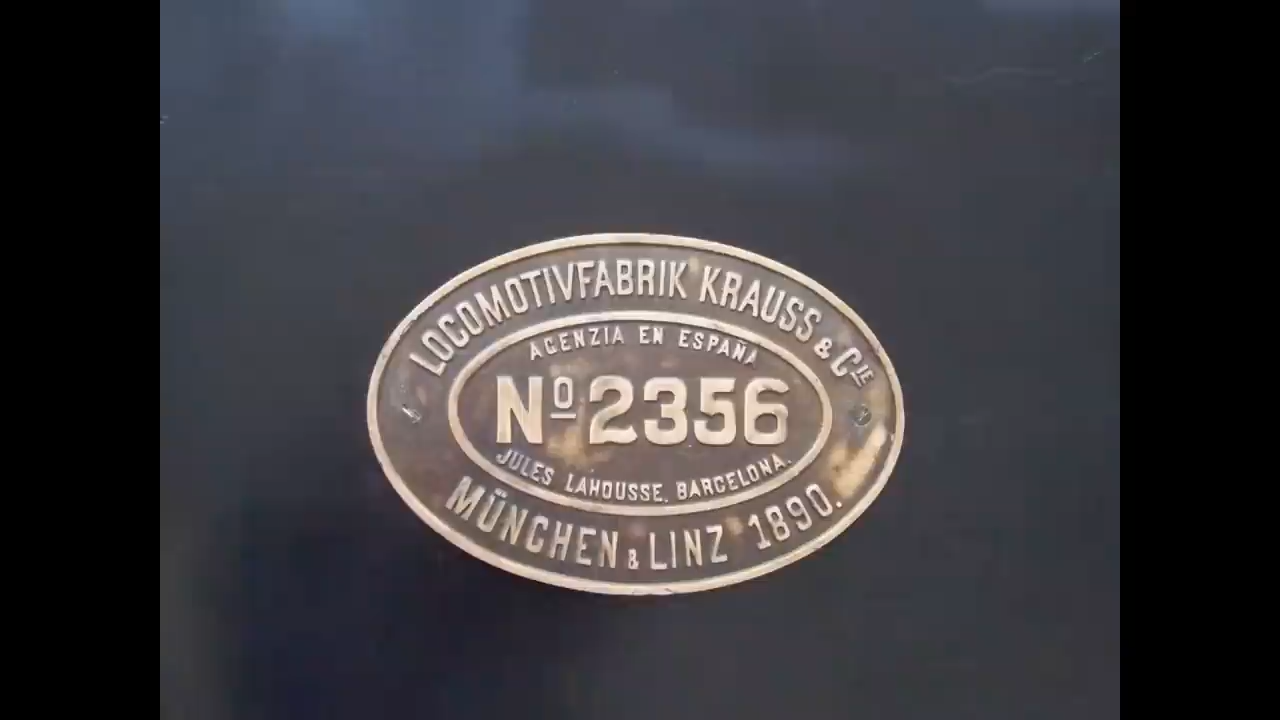 LOCOMOTIVFABRIK KRAUSS & CIE
AGENZIA EN ESPAÑA
Nº 2356
JULES LAHOUSSE, BARCELONA.
MÜNCHEN & LINZ 1890.